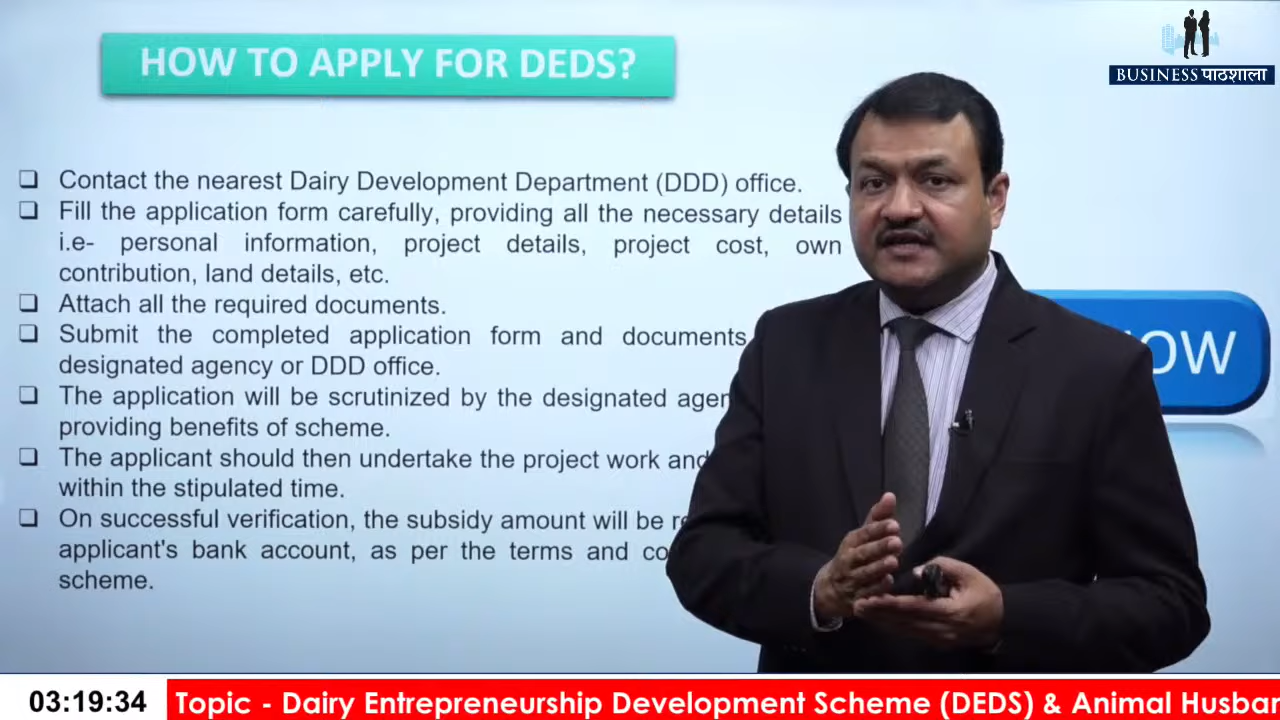 HOW TO APPLY FOR DEDS?
BUSINESS पाठशाला
❑ Contact the nearest Dairy Development Department (DDD) office.
❑ Fill the application form carefully, providing all the necessary details
i.e- personal information, project details, project cost, own
contribution, land details, etc.
❑ Attach all the required documents.
❑ Submit the completed application form and documents
designated agency or DDD office.
❑ The application will be scrutinized by the designated
providing benefits of scheme.
❑ The applicant should then undertake the project work and
within the stipulated time.
❑ On successful verification, the subsidy amount will be
applicant's bank account, as per the terms and
scheme.
OW
03:19:34
Topic - Dairy Entrepreneurship Development Scheme (DEDS) & Animal Husban